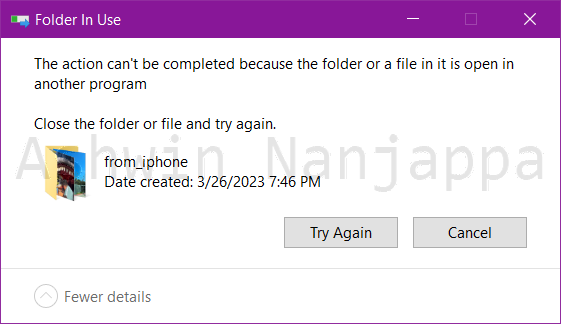 Folder In Use
The action can't be completed because the folder or a file in it is open in
another program
Close the folder or file and try again.
Ashwin Nanjappa
from_iphone
Date created: 3/26/2023 7:46 PM
Try Again
Cancel
Fewer details